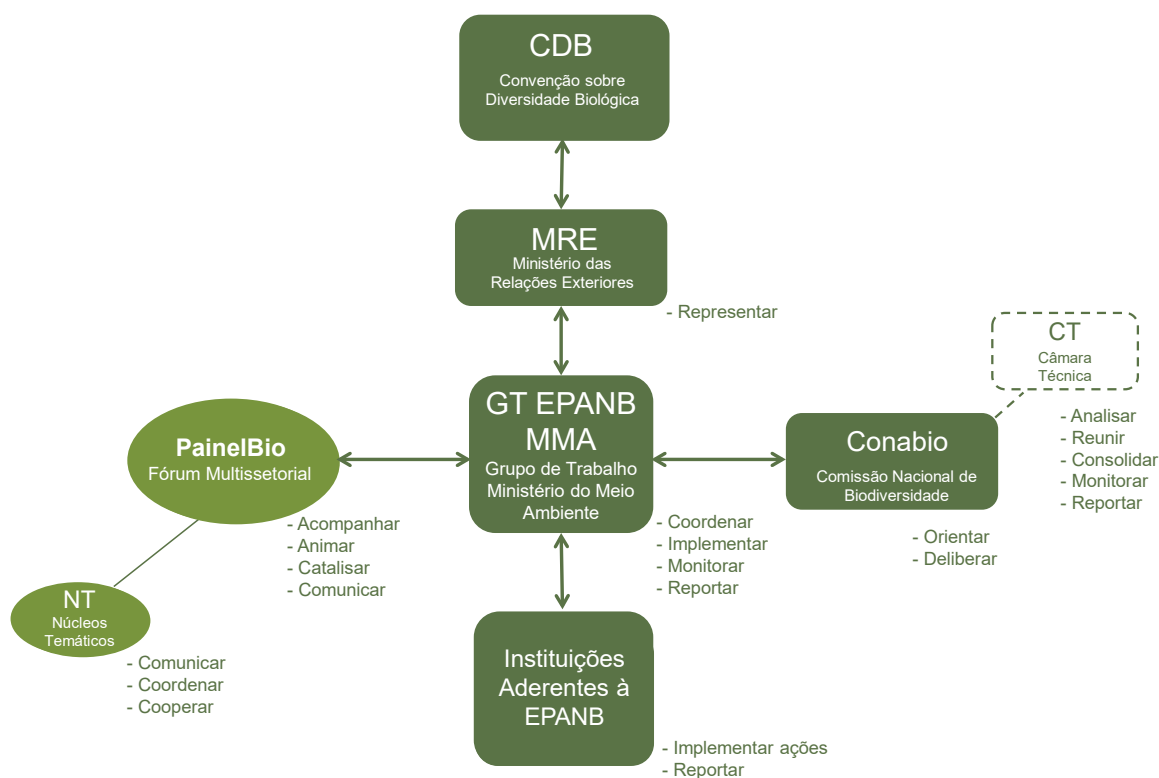 CDB
Convenção sobre
Diversidade Biológica
MRE
Ministério das
Relações Exteriores
- Representar
CT
Câmara
Técnica
- Analisar
- Reunir
- Consolidar
- Monitorar
- Reportar
GT EPANB
MMA
Grupo de Trabalho
Ministério do Meio
Ambiente
- Coordenar
- Implementar
- Monitorar
- Reportar
Conabio
Comissão Nacional de
Biodiversidade
- Orientar
- Deliberar
PainelBio
Fórum Multissetorial
- Acompanhar
- Animar
- Catalisar
- Comunicar
NT
Núcleos
Temáticos
- Comunicar
- Coordenar
- Cooperar
Instituições
Aderentes à
EPANB
- Implementar ações
- Reportar